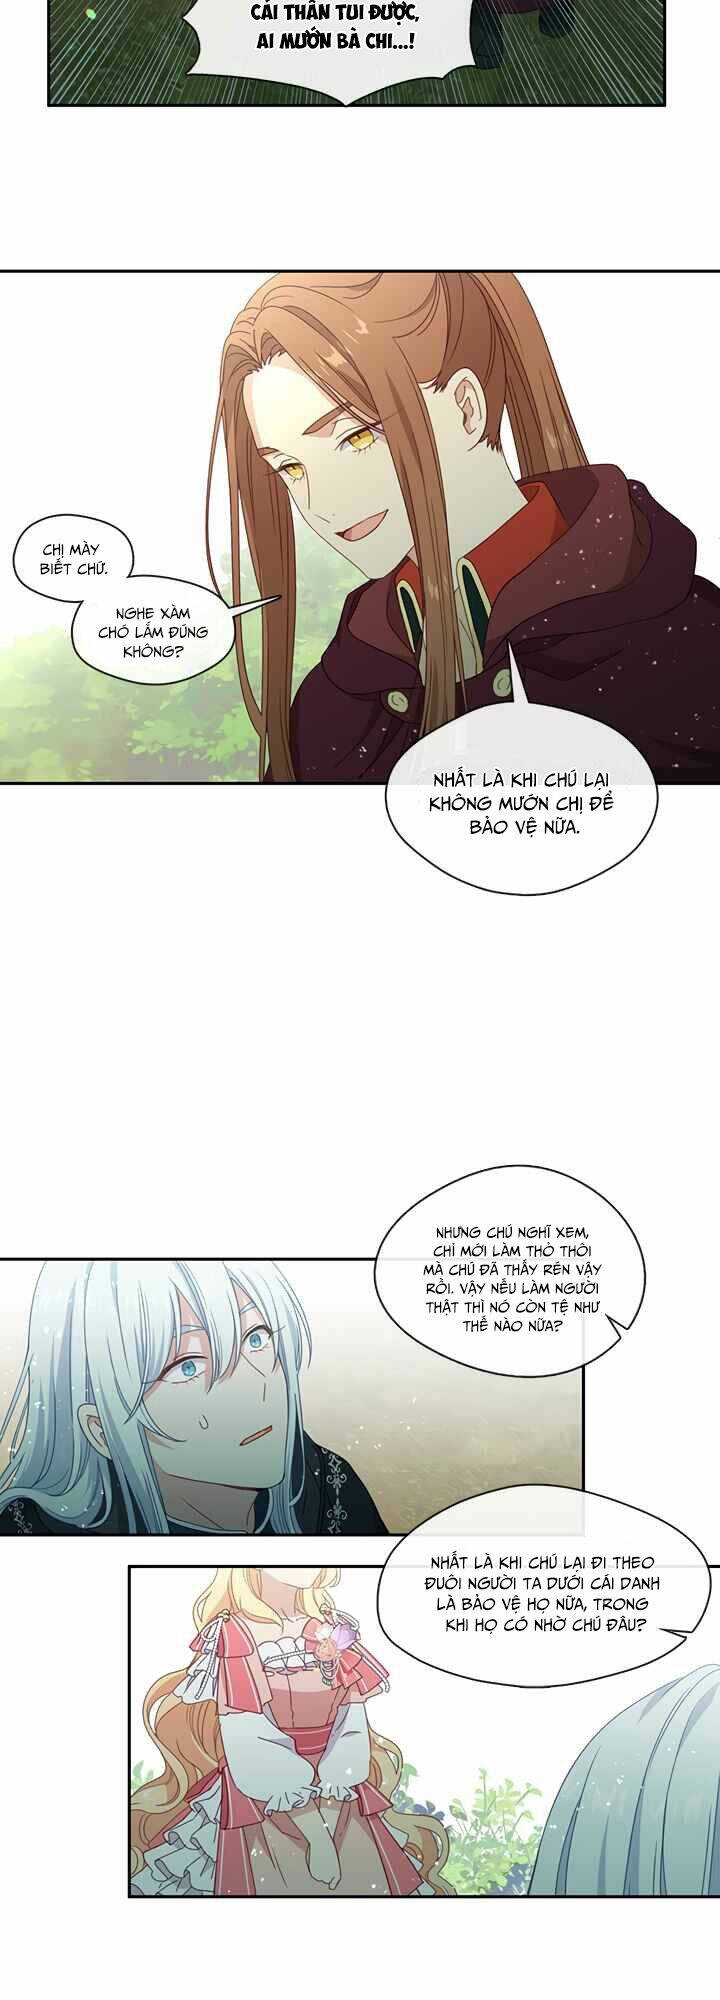 CÁI THÂN TUI ĐƯỢC,
AI MƯỚN BÀ CHI...!
CHỊ MÀY
BIẾT CHỨ.
NGHE XÀM
CHÓ LẮM ĐÚNG
KHÔNG?
NHẤT LÀ KHI CHÚ LẠI
KHÔNG MƯỚN CHỊ ĐỂ
BẢO VỆ NỮA.
NHƯNG CHÚ NGHĨ XEM,
CHỈ MỚI LÀM THỎ THÔI
MÀ CHÚ ĐÃ THẤY RÉN VẬY
RỒI. VẬY NẾU LÀM NGƯỜI
THẬT THÌ NÓ CÒN TỆ NHƯ
THẾ NÀO NỮA?
NHẤT LÀ KHI CHÚ LẠI ĐI THEO
ĐUÔI NGƯỜI TA DƯỚI CÁI DANH
LÀ BẢO VỆ HỌ NỮA, TRONG
KHI HỌ CÓ NHỜ CHÚ ĐÂU?